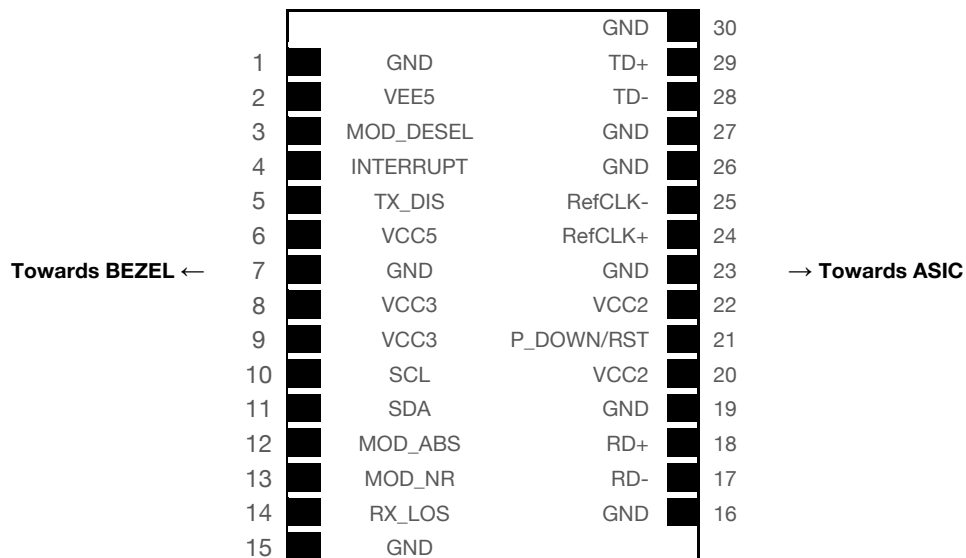 GND 30
1 GND TD+ 29
2 VEE5 TD- 28
3 MOD_DESEL GND 27
4 INTERRUPT GND 26
5 TX_DIS RefCLK- 25
6 VCC5 RefCLK+ 24
Towards BEZEL ← 7 GND GND 23 → Towards ASIC
8 VCC3 VCC2 22
9 VCC3 P_DOWN/RST 21
10 SCL VCC2 20
11 SDA GND 19
12 MOD_ABS RD+ 18
13 MOD_NR RD- 17
14 RX_LOS GND 16
15 GND